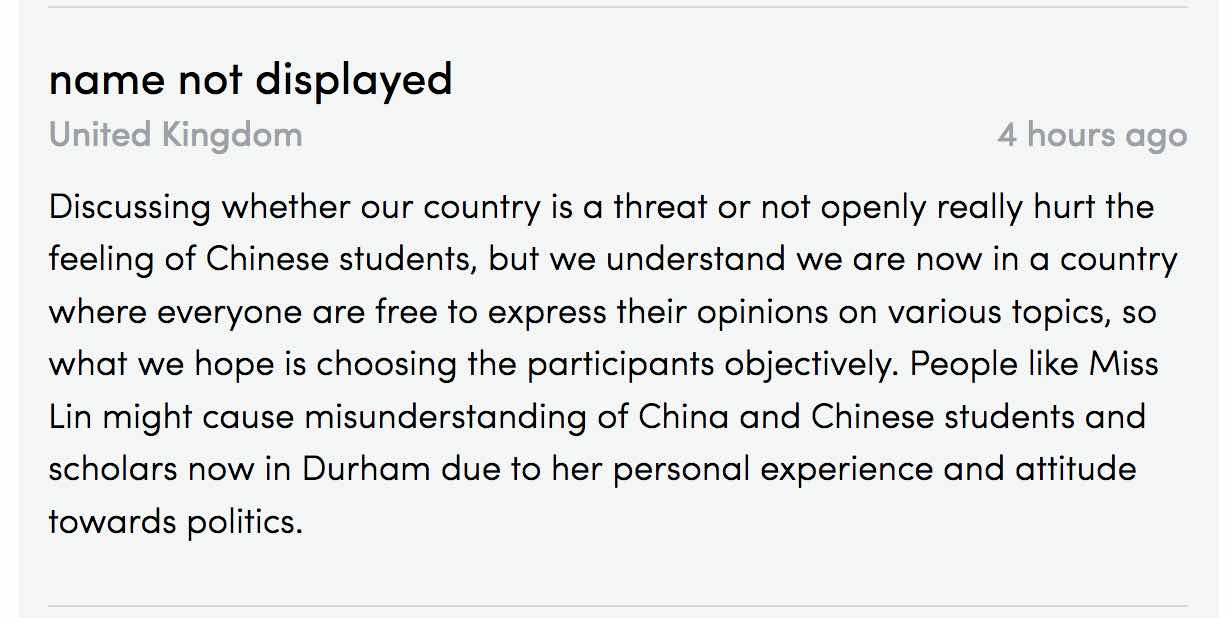 name not displayed
United Kingdom
4 hours ago
Discussing whether our country is a threat or not openly really hurt the
feeling of Chinese students, but we understand we are now in a country
where everyone are free to express their opinions on various topics, so
what we hope is choosing the participants objectively. People like Miss
Lin might cause misunderstanding of China and Chinese students and
scholars now in Durham due to her personal experience and attitude
towards politics.